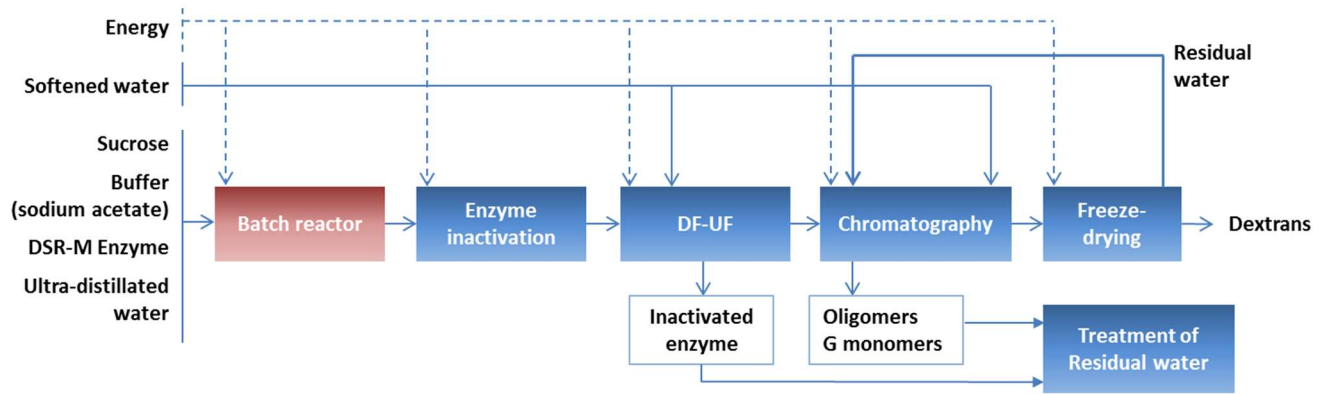 Energy
Softened water
Sucrose
Buffer
(sodium acetate)
DSR-M Enzyme
Ultra-distillated
water
Batch reactor
Enzyme
inactivation
DF-UF
Chromatography
Freeze-
drying
Residual
water
Dextrans
Inactivated
enzyme
Oligomers
G monomers
Treatment of
Residual water